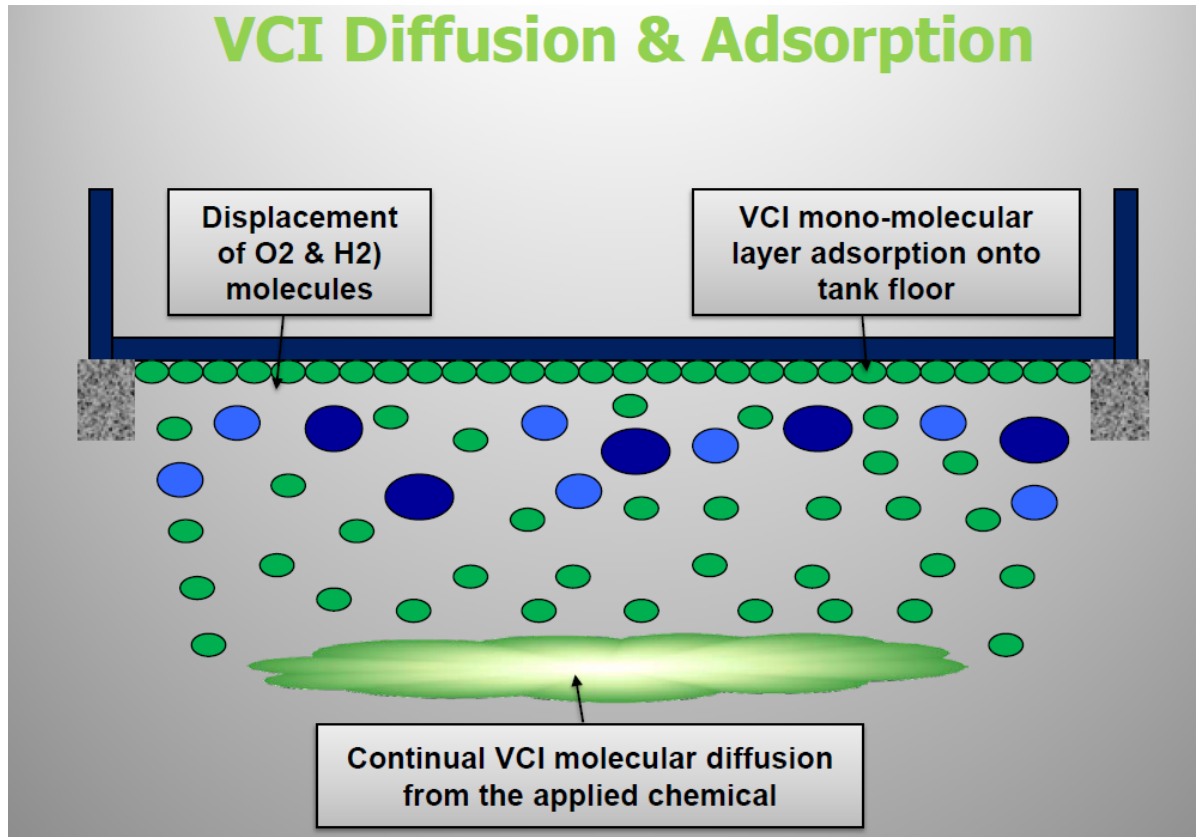 VCI Diffusion & Adsorption
Displacement
of O2 & H2)
molecules
VCI mono-molecular
layer adsorption onto
tank floor
Continual VCI molecular diffusion
from the applied chemical